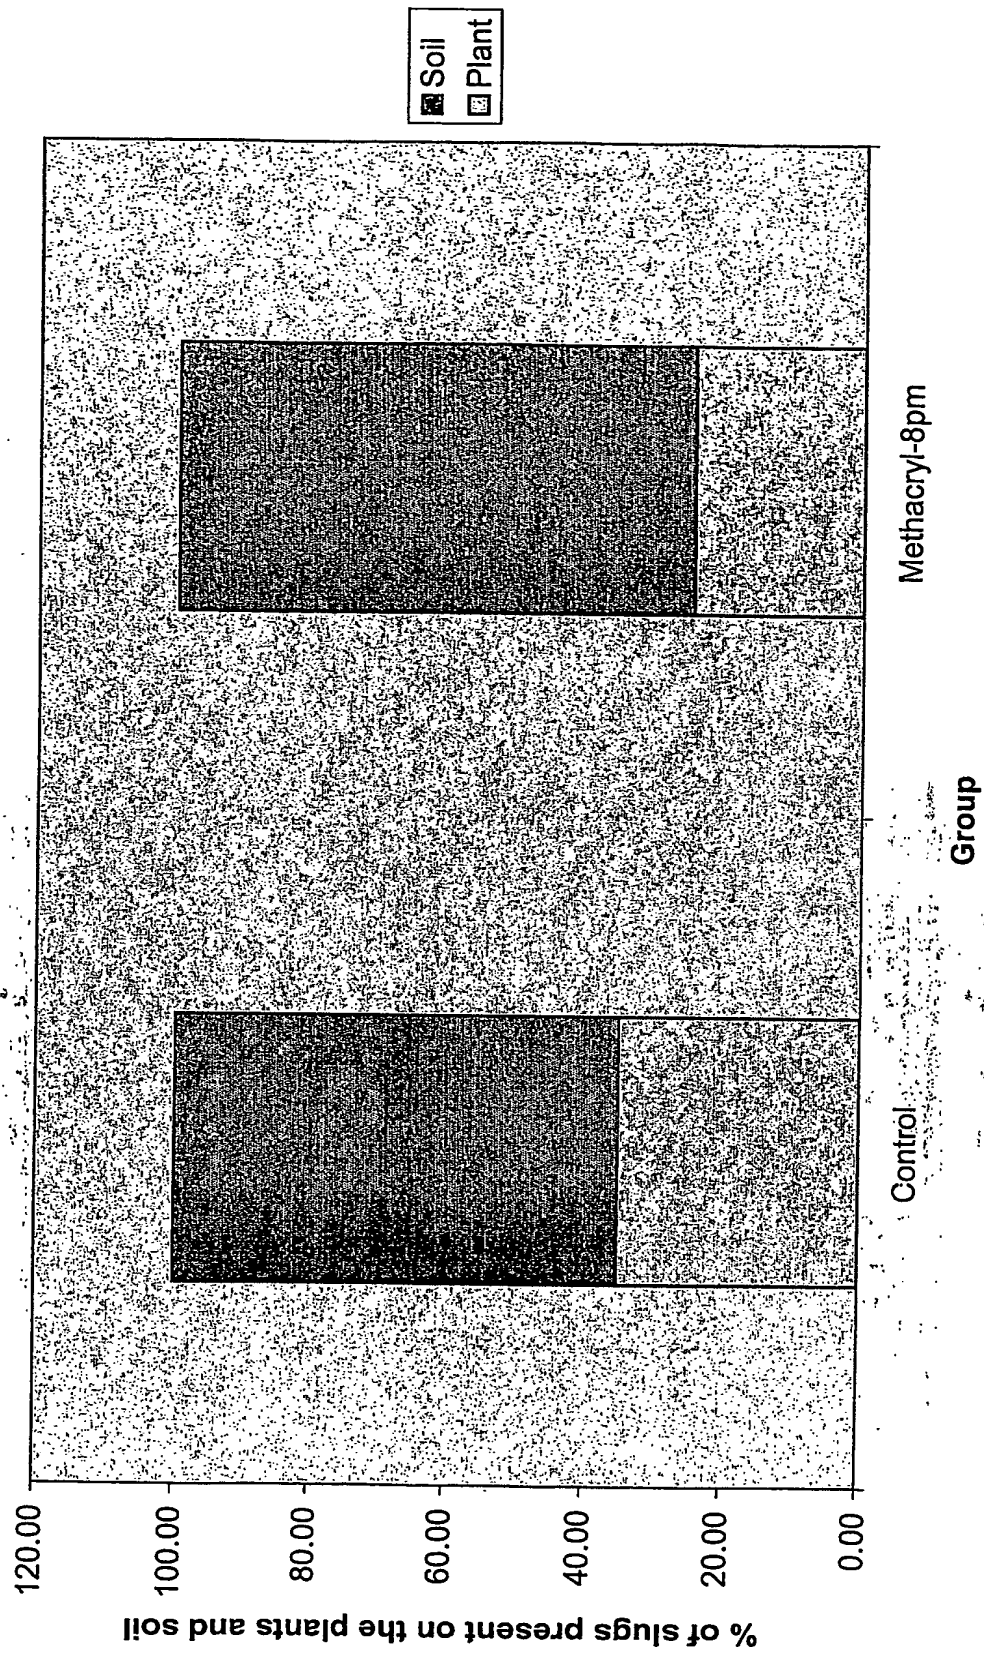 % of slugs present on the plants and soil
120.00
100.00
80.00
60.00
40.00
20.00
0.00
Control
Methacryl-8pm
Group
Soil
Plant